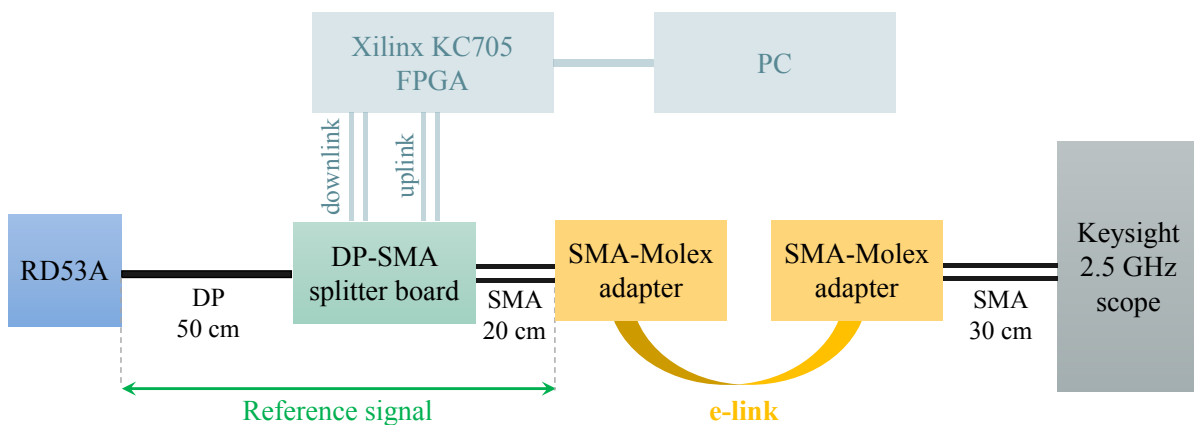 Xilinx KC705
FPGA
PC
downlink
uplink
RD53A
DP
50 cm
DP-SMA
splitter board
SMA
20 cm
SMA-Molex
adapter
SMA-Molex
adapter
SMA
30 cm
Keysight
2.5 GHz
scope
Reference signal
e-link